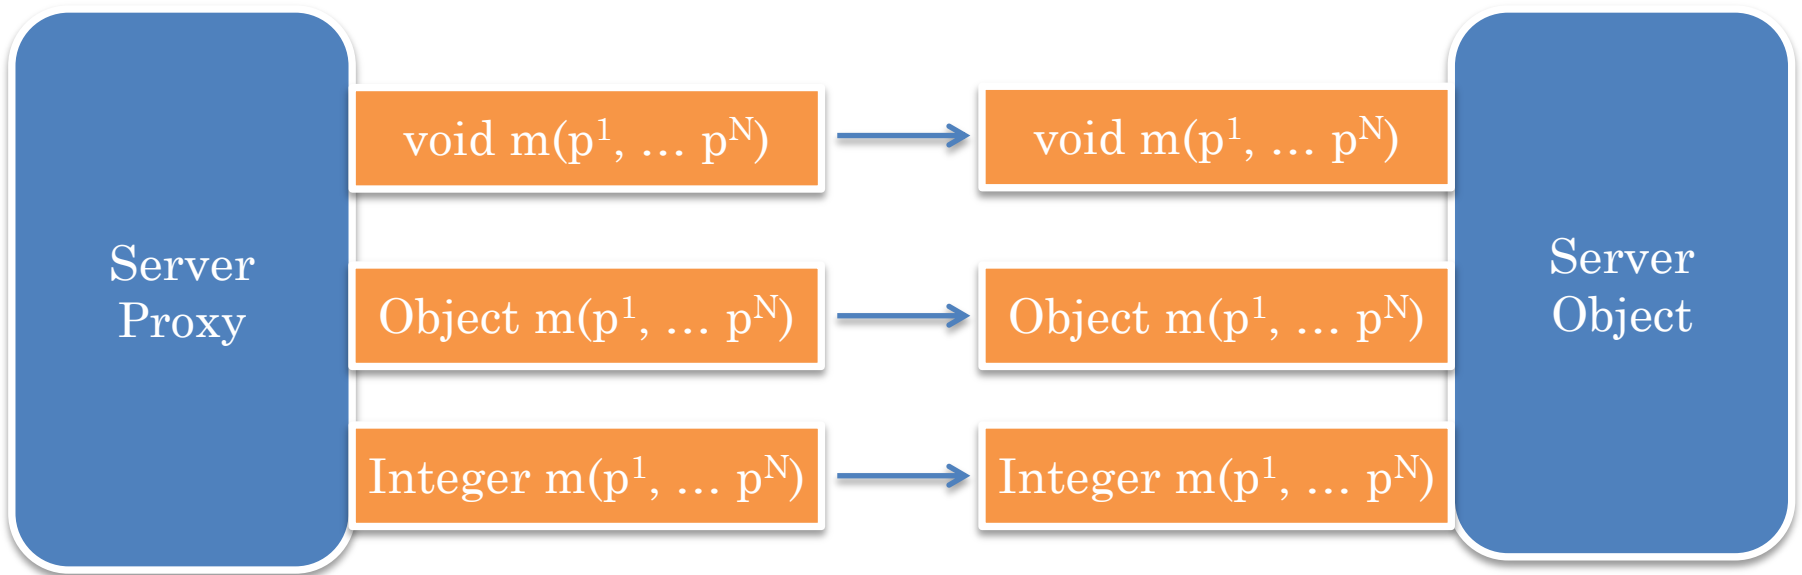 void m(p¹, … pᴺ)
void m(p¹, … pᴺ)
Server
Proxy
Object m(p¹, … pᴺ)
Object m(p¹, … pᴺ)
Server
Object
Integer m(p¹, … pᴺ)
Integer m(p¹, … pᴺ)